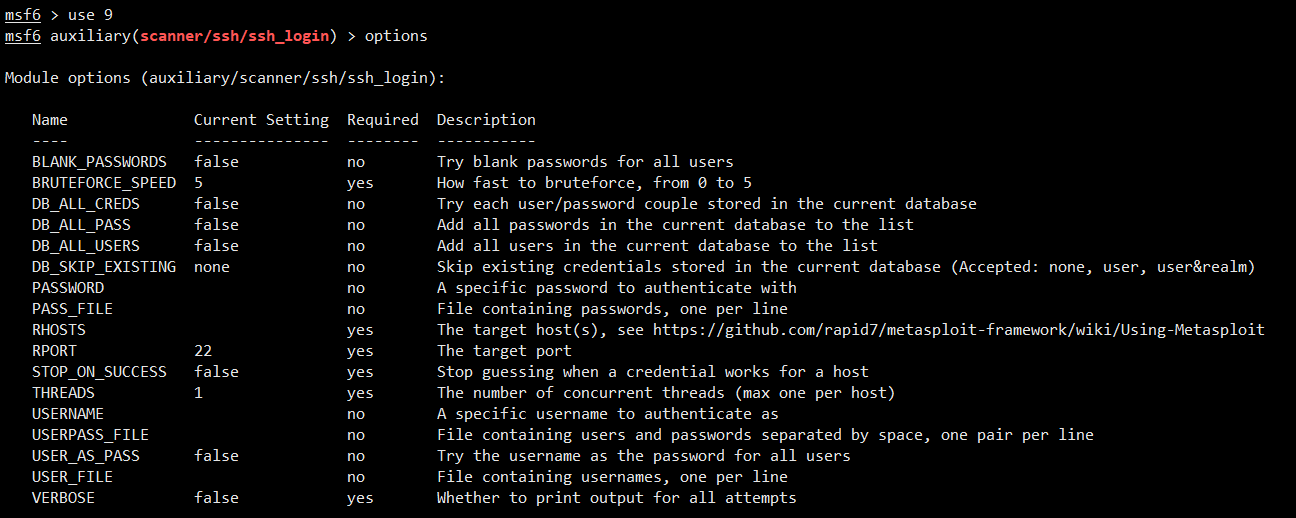 msf6 > use 9
msf6 auxiliary(scanner/ssh/ssh_login) > options

Module options (auxiliary/scanner/ssh/ssh_login):

   Name              Current Setting  Required  Description
   ----              ---------------  --------  -----------
   BLANK_PASSWORDS   false            no        Try blank passwords for all users
   BRUTEFORCE_SPEED  5                yes       How fast to bruteforce, from 0 to 5
   DB_ALL_CREDS      false            no        Try each user/password couple stored in the current database
   DB_ALL_PASS       false            no        Add all passwords in the current database to the list
   DB_ALL_USERS      false            no        Add all users in the current database to the list
   DB_SKIP_EXISTING  none             no        Skip existing credentials stored in the current database (Accepted: none, user, user&realm)
   PASSWORD                           no        A specific password to authenticate with
   PASS_FILE                          no        File containing passwords, one per line
   RHOSTS                             yes       The target host(s), see https://github.com/rapid7/metasploit-framework/wiki/Using-Metasploit
   RPORT             22               yes       The target port
   STOP_ON_SUCCESS   false            yes       Stop guessing when a credential works for a host
   THREADS           1                yes       The number of concurrent threads (max one per host)
   USERNAME                           no        A specific username to authenticate as
   USERPASS_FILE                      no        File containing users and passwords separated by space, one pair per line
   USER_AS_PASS      false            no        Try the username as the password for all users
   USER_FILE                          no        File containing usernames, one per line
   VERBOSE           false            yes       Whether to print output for all attempts